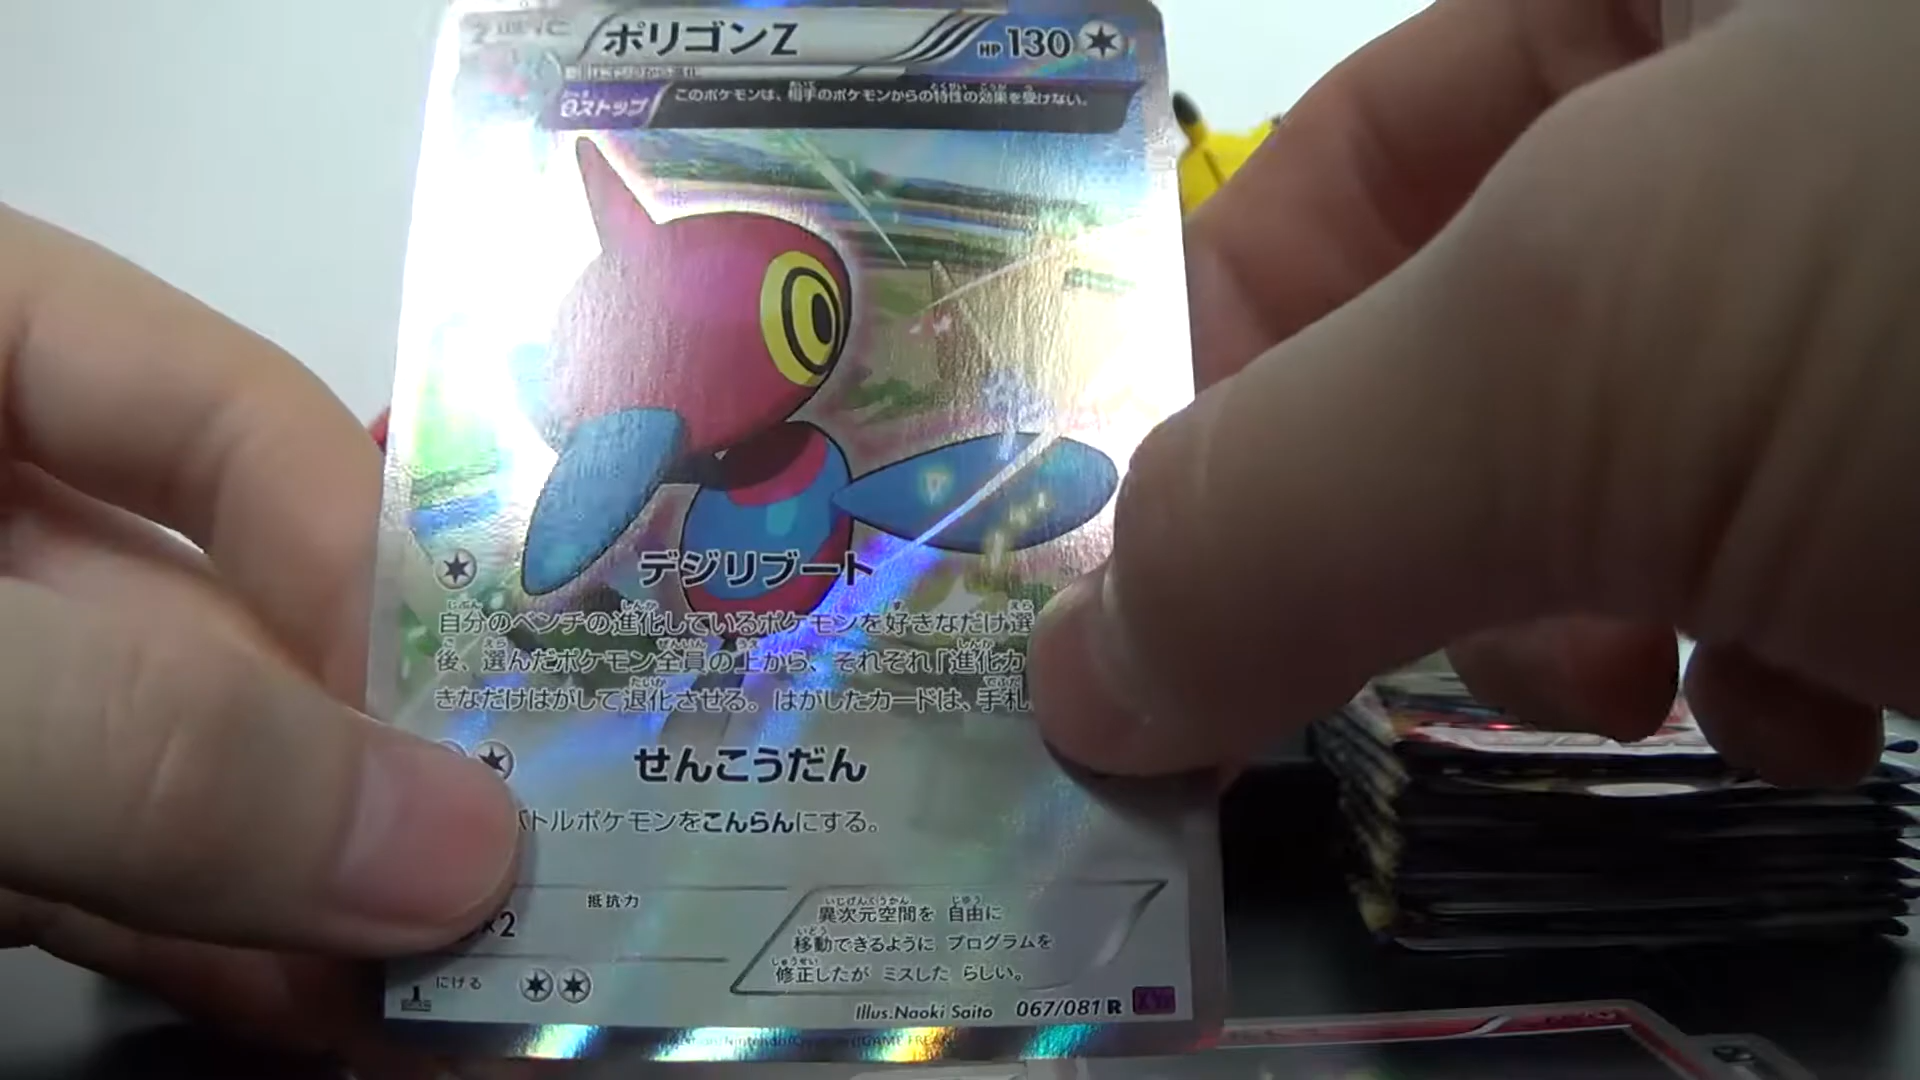 ポリゴンZ
HP 130
θストップ
このポケモンは、相手のポケモンからの特性の効果を受けない。
デジリブート
自分のベンチの進化しているポケモンを好きなだけ選
後、選んだポケモン全員の上から、それぞれ「進化カ
きなだけはがして退化させる。はがしたカードは、手札
せんこうだん
バトルポケモンをこんらんにする。
抵抗力
×2
異次元空間を 自由に
移動できるように プログラムを
修正したが ミスした らしい。
にげる
Illus.Naoki Saito 067/081 R